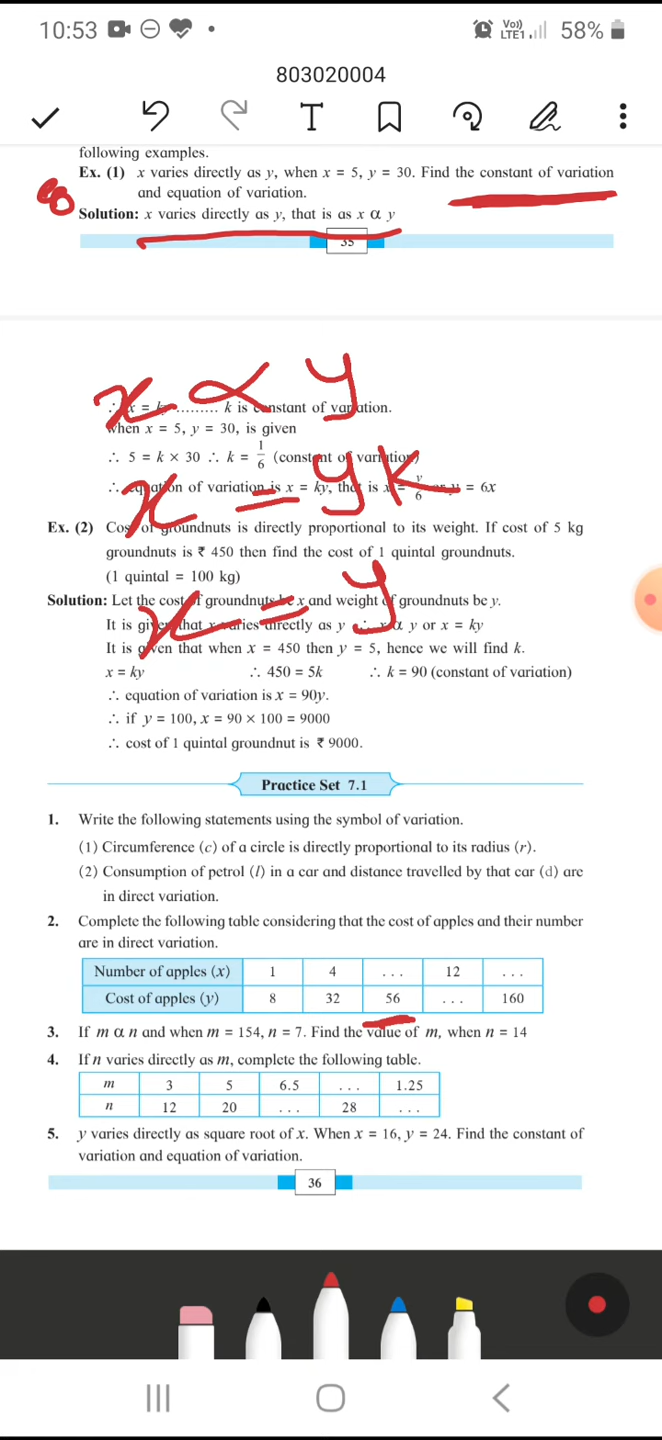 10:53 Vo)) LTE1 58%
803020004
T
following examples.
Ex. (1) x varies directly as y, when x = 5, y = 30. Find the constant of variation
and equation of variation.
8
Solution: x varies directly as y, that is as x α y
35
x α y
∴ x = ky ......... k is constant of variation.
when x = 5, y = 30, is given
∴ 5 = k × 30 ∴ k = 1/6 (constant of variation)
x = yk
∴ equation of variation is x = ky, that is x = y/6 or y = 6x
Ex. (2) Cost of groundnuts is directly proportional to its weight. If cost of 5 kg
groundnuts is ₹ 450 then find the cost of 1 quintal groundnuts.
(1 quintal = 100 kg)
Solution: Let the cost of groundnuts be x and weight of groundnuts be y.
x = y
It is given that x varies directly as y ∴ x α y or x = ky
It is given that when x = 450 then y = 5, hence we will find k.
x = ky ∴ 450 = 5k ∴ k = 90 (constant of variation)
∴ equation of variation is x = 90y.
∴ if y = 100, x = 90 × 100 = 9000
∴ cost of 1 quintal groundnut is ₹ 9000.
Practice Set 7.1
1. Write the following statements using the symbol of variation.
(1) Circumference (c) of a circle is directly proportional to its radius (r).
(2) Consumption of petrol (l) in a car and distance travelled by that car (d) are
in direct variation.
2. Complete the following table considering that the cost of apples and their number
are in direct variation.
Number of apples (x) 1 4 . . . 12 . . .
Cost of apples (y) 8 32 56 . . . 160
3. If m α n and when m = 154, n = 7. Find the value of m, when n = 14
4. If n varies directly as m, complete the following table.
m 3 5 6.5 . . . 1.25
n 12 20 . . . 28 . . .
5. y varies directly as square root of x. When x = 16, y = 24. Find the constant of
variation and equation of variation.
36